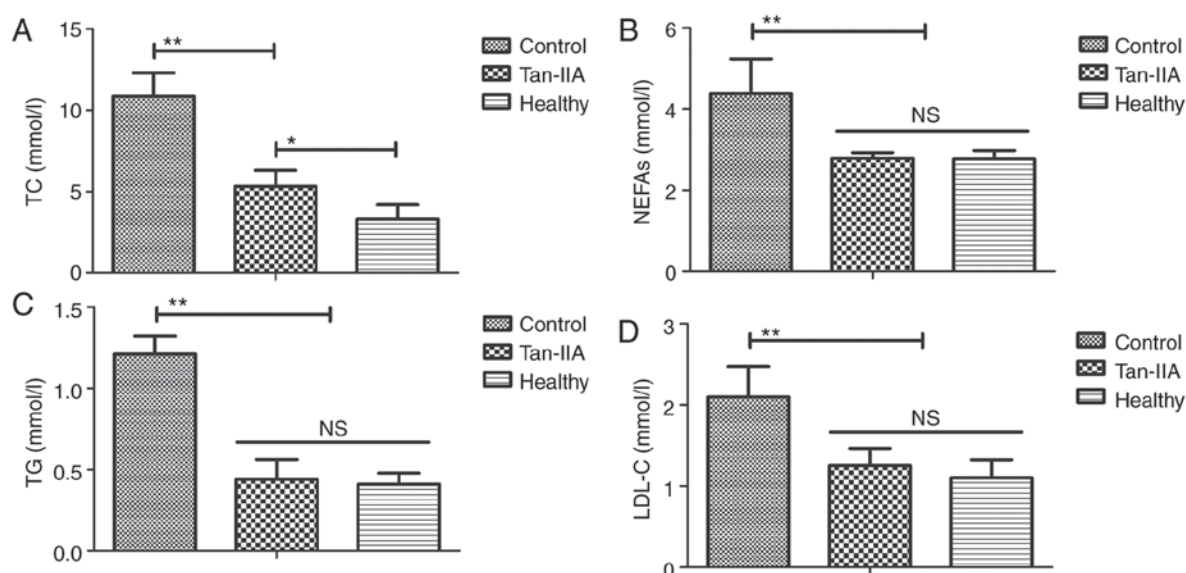 A
TC (mmol/l)
15
10
5
0
**
*
Control
Tan-IIA
Healthy
B
NEFAs (mmol/l)
6
4
2
0
**
NS
Control
Tan-IIA
Healthy
C
TG (mmol/l)
1.5
1.0
0.5
0.0
**
NS
Control
Tan-IIA
Healthy
D
LDL-C (mmol/l)
3
2
1
0
**
NS
Control
Tan-IIA
Healthy